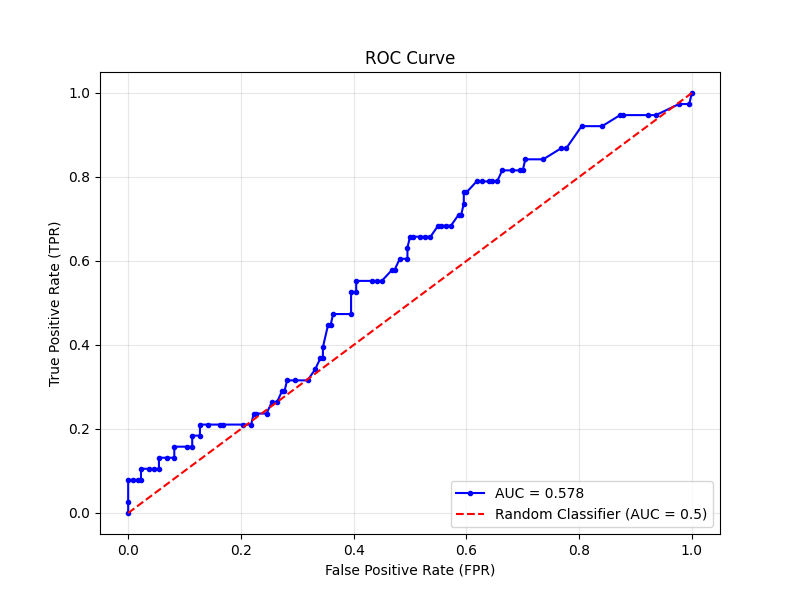 ROC Curve
True Positive Rate (TPR)
1.0
0.8
0.6
0.4
0.2
0.0
0.0 0.2 0.4 0.6 0.8 1.0
False Positive Rate (FPR)
AUC = 0.578
Random Classifier (AUC = 0.5)